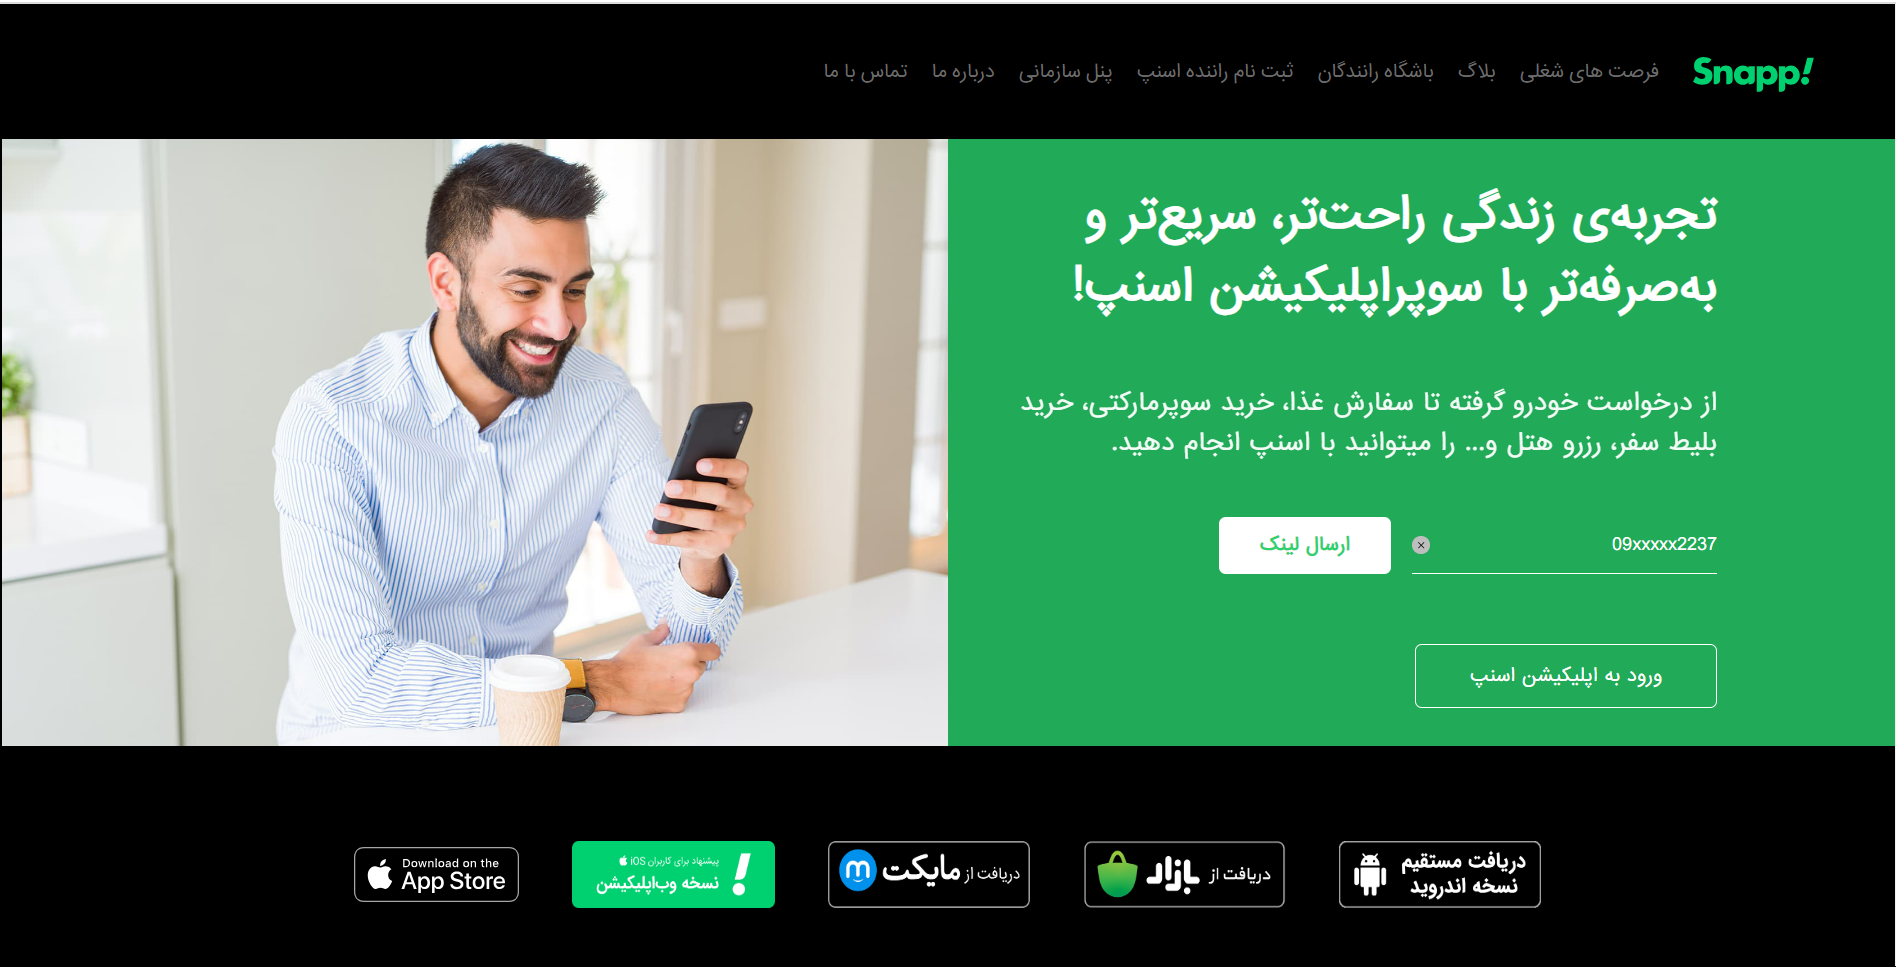 Snapp!
فرصت های شغلی
بلاگ
باشگاه رانندگان
ثبت نام راننده اسنپ
پنل سازمانی
درباره ما
تماس با ما
تجربه‌ی زندگی راحت‌تر، سریع‌تر و
به‌صرفه‌تر با سوپراپلیکیشن اسنپ!
از درخواست خودرو گرفته تا سفارش غذا، خرید سوپرمارکتی، خرید
بلیط سفر، رزرو هتل و... را میتوانید با اسنپ انجام دهید.
09xxxxx2237
ارسال لینک
ورود به اپلیکیشن اسنپ
دریافت مستقیم
نسخه اندروید
دریافت از بازار
دریافت از مایکت
پیشنهاد برای کاربران iOS
نسخه وب‌اپلیکیشن
Download on the
App Store